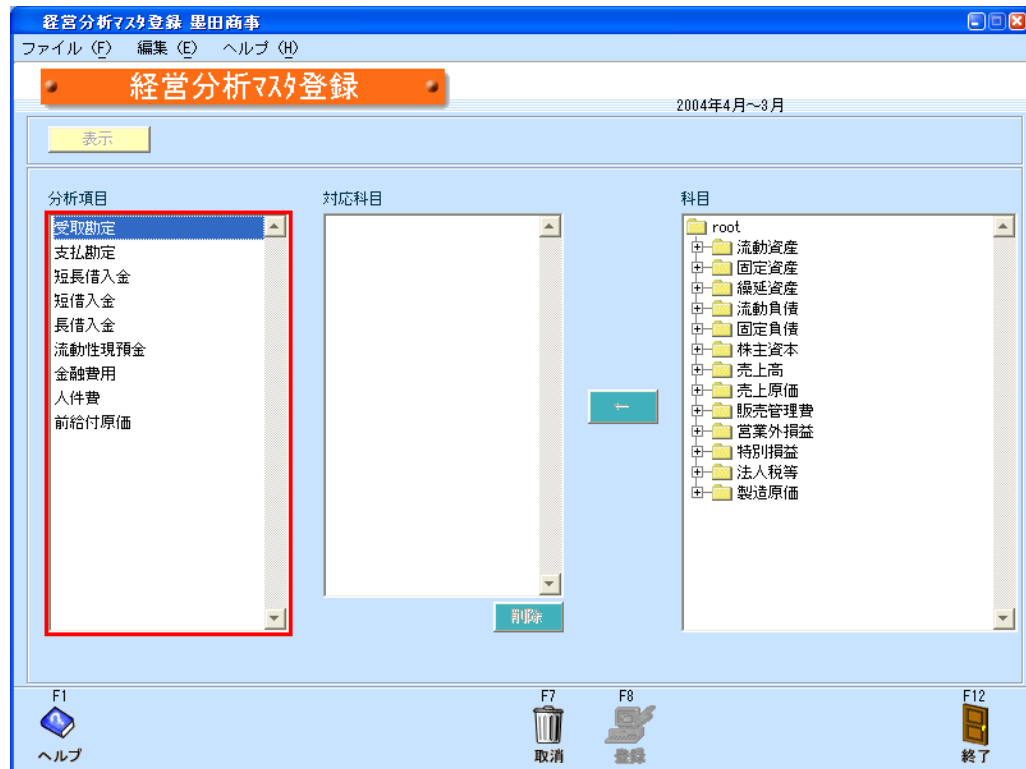 経営分析ﾏｽﾀ登録 墨田商事
ファイル (F) 編集 (E) ヘルプ (H)
経営分析ﾏｽﾀ登録
2004年4月～3月
表示
分析項目
受取勘定
支払勘定
短長借入金
短借入金
長借入金
流動性現預金
金融費用
人件費
前給付原価
対応科目
削除
←
科目
root
流動資産
固定資産
繰延資産
流動負債
固定負債
株主資本
売上高
売上原価
販売管理費
営業外損益
特別損益
法人税等
製造原価
F1
ヘルプ
F7
取消
F8
登録
F12
終了